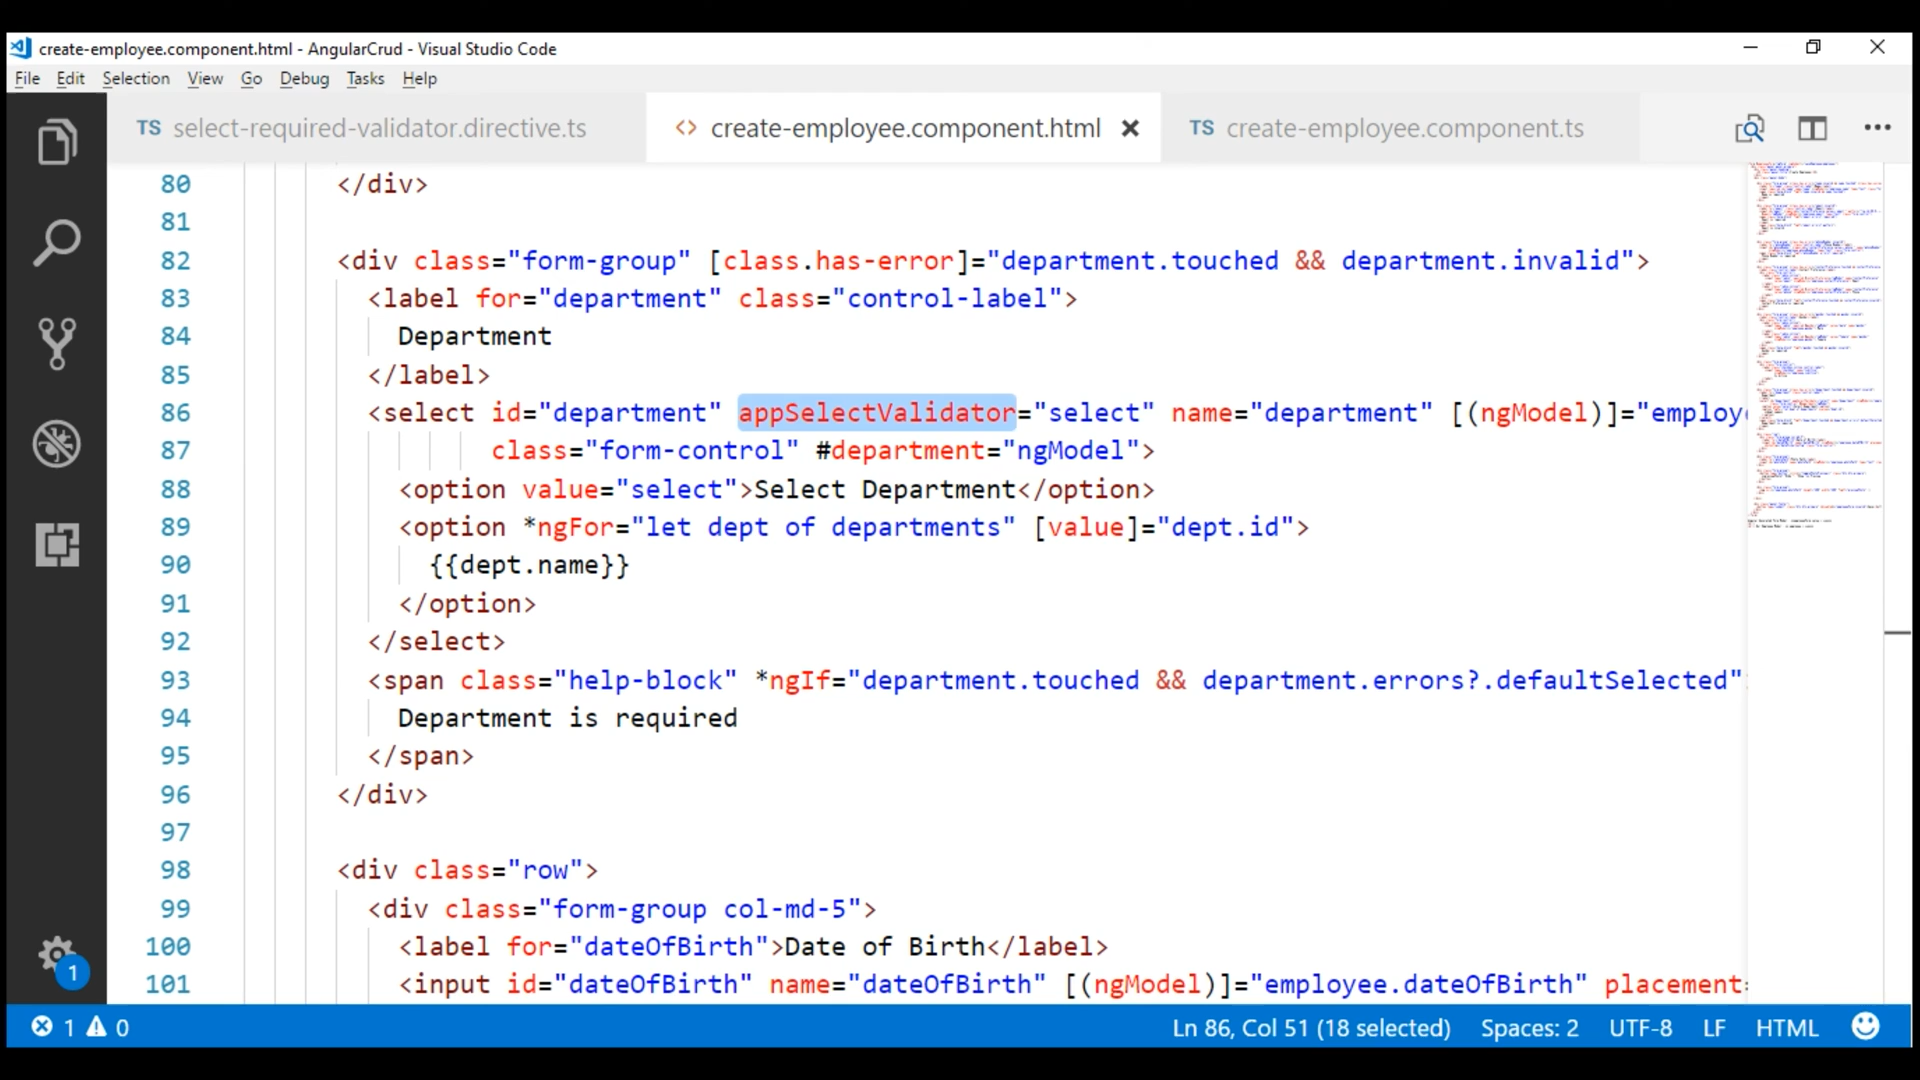 create-employee.component.html - AngularCrud - Visual Studio Code
File Edit Selection View Go Debug Tasks Help
TS select-required-validator.directive.ts <> create-employee.component.html TS create-employee.component.ts
80 </div>
81
82 <div class="form-group" [class.has-error]="department.touched && department.invalid">
83 <label for="department" class="control-label">
84 Department
85 </label>
86 <select id="department" appSelectValidator="select" name="department" [(ngModel)]="employ
87 class="form-control" #department="ngModel">
88 <option value="select">Select Department</option>
89 <option *ngFor="let dept of departments" [value]="dept.id">
90 {{dept.name}}
91 </option>
92 </select>
93 <span class="help-block" *ngIf="department.touched && department.errors?.defaultSelected"
94 Department is required
95 </span>
96 </div>
97
98 <div class="row">
99 <div class="form-group col-md-5">
100 <label for="dateOfBirth">Date of Birth</label>
101 <input id="dateOfBirth" name="dateOfBirth" [(ngModel)]="employee.dateOfBirth" placement=
1
1 0 Ln 86, Col 51 (18 selected) Spaces: 2 UTF-8 LF HTML